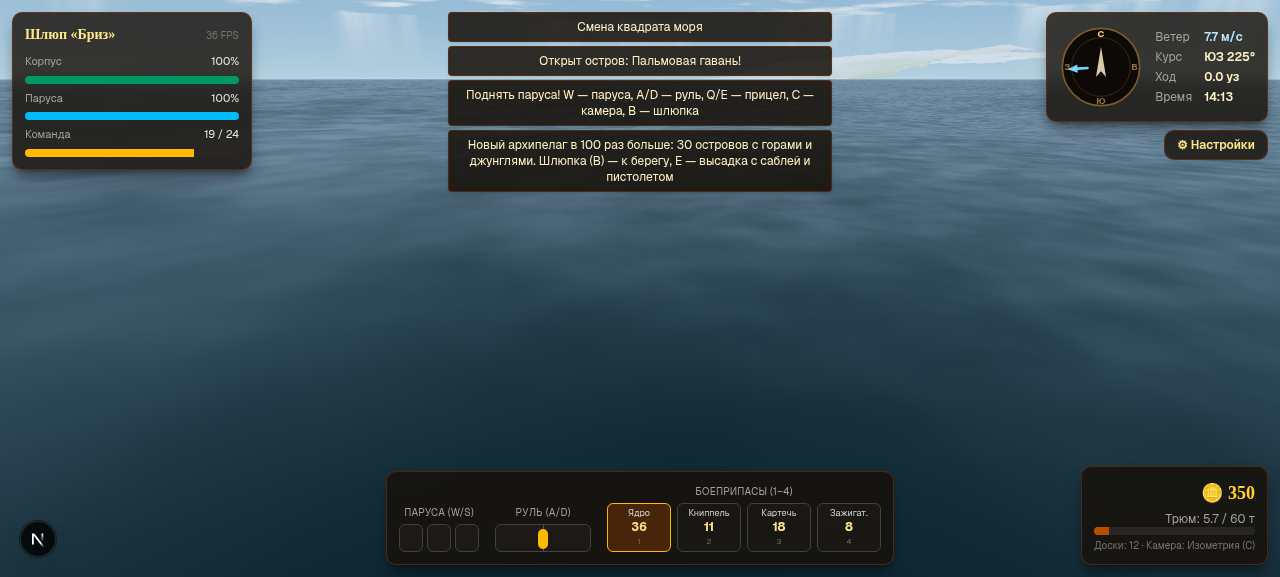 Шлюп «Бриз»
36 FPS
Корпус 100%
Паруса 100%
Команда 19 / 24
Смена квадрата моря
Открыт остров: Пальмовая гавань!
Поднять паруса! W — паруса, A/D — руль, Q/E — прицел, C —
камера, B — шлюпка
Новый архипелаг в 100 раз больше: 30 островов с горами и
джунглями. Шлюпка (B) — к берегу, E — высадка с саблей и
пистолетом
С
З
В
Ю
Ветер 7.7 м/с
Курс ЮЗ 225°
Ход 0.0 уз
Время 14:13
⚙ Настройки
ПАРУСА (W/S)
РУЛЬ (A/D)
БОЕПРИПАСЫ (1–4)
Ядро
36
1
Книппель
11
2
Картечь
18
3
Зажигат.
8
4
🪙 350
Трюм: 5.7 / 60 т
Доски: 12 · Камера: Изометрия (C)
N